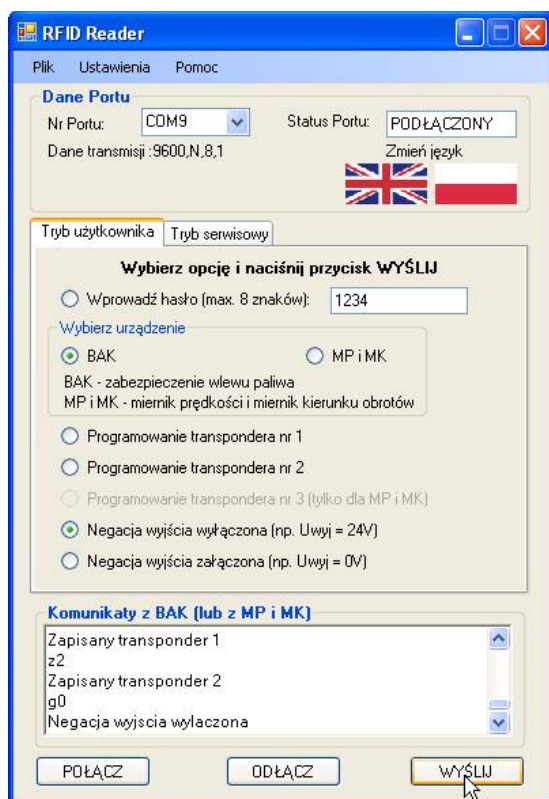 RFID Reader
Plik Ustawienia Pomoc
Dane Portu
Nr Portu: COM9 Status Portu: PODŁĄCZONY
Dane transmisji :9600,N,8,1 Zmień język
Tryb użytkownika Tryb serwisowy
Wybierz opcję i naciśnij przycisk WYŚLIJ
Wprowadź hasło (max. 8 znaków): 1234
Wybierz urządzenie
BAK MP i MK
BAK - zabezpieczenie wlewu paliwa
MP i MK - miernik prędkości i miernik kierunku obrotów
Programowanie transpondera nr 1
Programowanie transpondera nr 2
Programowanie transpondera nr 3 (tylko dla MP i MK)
Negacja wyjścia wyłączona (np. Uwyj = 24V)
Negacja wyjścia załączona (np. Uwyj = 0V)
Komunikaty z BAK (lub z MP i MK)
Zapisany transponder 1
z2
Zapisany transponder 2
g0
Negacja wyjscia wylaczona
POŁĄCZ ODŁĄCZ WYŚLIJ